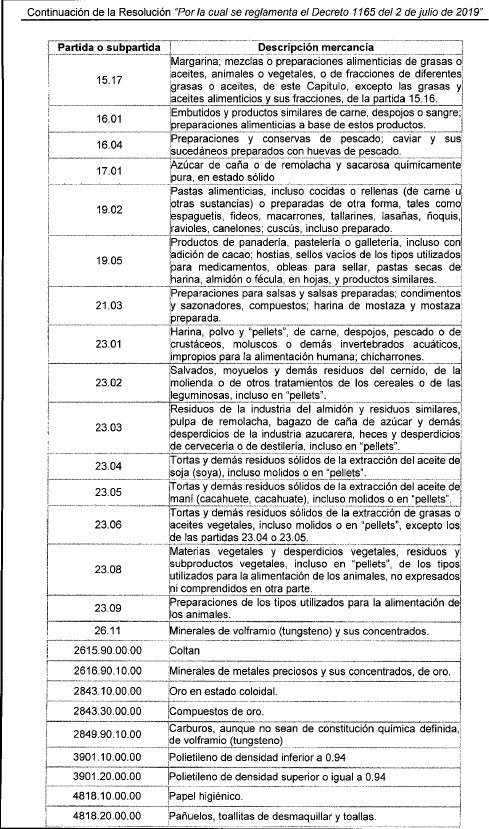 Continuación de la Resolución "Por la cual se reglamenta el Decreto 1165 del 2 de julio de 2019"
Partida o subpartida Descripción mercancia
15.17 Margarina; mezclas o preparaciones alimenticias de grasas o
aceites, animales o vegetales, o de fracciones de diferentes
grasas o aceites, de este Capítulo, excepto las grasas y
aceites alimenticios y sus fracciones, de la partida 15.16.
16.01 Embutidos y productos similares de carne, despojos o sangre;
preparaciones alimenticias a base de estos productos.
16.04 Preparaciones y conservas de pescado; caviar y sus
sucedáneos preparados con huevas de pescado.
17.01 Azúcar de caña o de remolacha y sacarosa químicamente
pura, en estado sólido
19.02 Pastas alimenticias, incluso cocidas o rellenas (de carne u
otras sustancias) o preparadas de otra forma, tales como
espaguetis, fideos, macarrones, tallarines, lasañas, ñoquis,
ravioles, canelones; cuscús, incluso preparado.
19.05 Productos de panadería, pastelería o galletería, incluso con
adición de cacao; hostias, sellos vacíos de los tipos utilizados
para medicamentos, obleas para sellar, pastas secas de
harina, almidón o fécula, en hojas, y productos similares.
21.03 Preparaciones para salsas y salsas preparadas; condimentos
y sazonadores, compuestos; harina de mostaza y mostaza
preparada.
23.01 Harina, polvo y "pellets", de carne, despojos, pescado o de
crustáceos, moluscos o demás invertebrados acuáticos,
impropios para la alimentación humana; chicharrones.
23.02 Salvados, moyuelos y demás residuos del cernido, de la
molienda o de otros tratamientos de los cereales o de las
leguminosas, incluso en "pellets".
23.03 Residuos de la industria del almidón y residuos similares,
pulpa de remolacha, bagazo de caña de azúcar y demás
desperdicios de la industria azucarera, heces y desperdicios
de cervecería o de destilería, incluso en "pellets".
23.04 Tortas y demás residuos sólidos de la extracción del aceite de
soja (soya), incluso molidos o en "pellets".
23.05 Tortas y demás residuos sólidos de la extracción del aceite de
maní (cacahuete, cacahuate), incluso molidos o en "pellets".
23.06 Tortas y demás residuos sólidos de la extracción de grasas o
aceites vegetales, incluso molidos o en "pellets", excepto los
de las partidas 23.04 o 23.05.
23.08 Materias vegetales y desperdicios vegetales, residuos y
subproductos vegetales, incluso en "pellets", de los tipos
utilizados para la alimentación de los animales, no expresados
ni comprendidos en otra parte.
23.09 Preparaciones de los tipos utilizados para la alimentación de
los animales.
26.11 Minerales de volframio (tungsteno) y sus concentrados.
2615.90.00.00 Coltan
2616.90.10.00 Minerales de metales preciosos y sus concentrados, de oro.
2843.10.00.00 Oro en estado coloidal.
2843.30.00.00 Compuestos de oro.
2849.90.10.00 Carburos, aunque no sean de constitución química definida,
de volframio (tungsteno)
3901.10.00.00 Polietileno de densidad inferior a 0.94
3901.20.00.00 Polietileno de densidad superior o igual a 0.94
4818.10.00.00 Papel higiénico.
4818.20.00.00 Pañuelos, toallitas de desmaquillar y toallas.